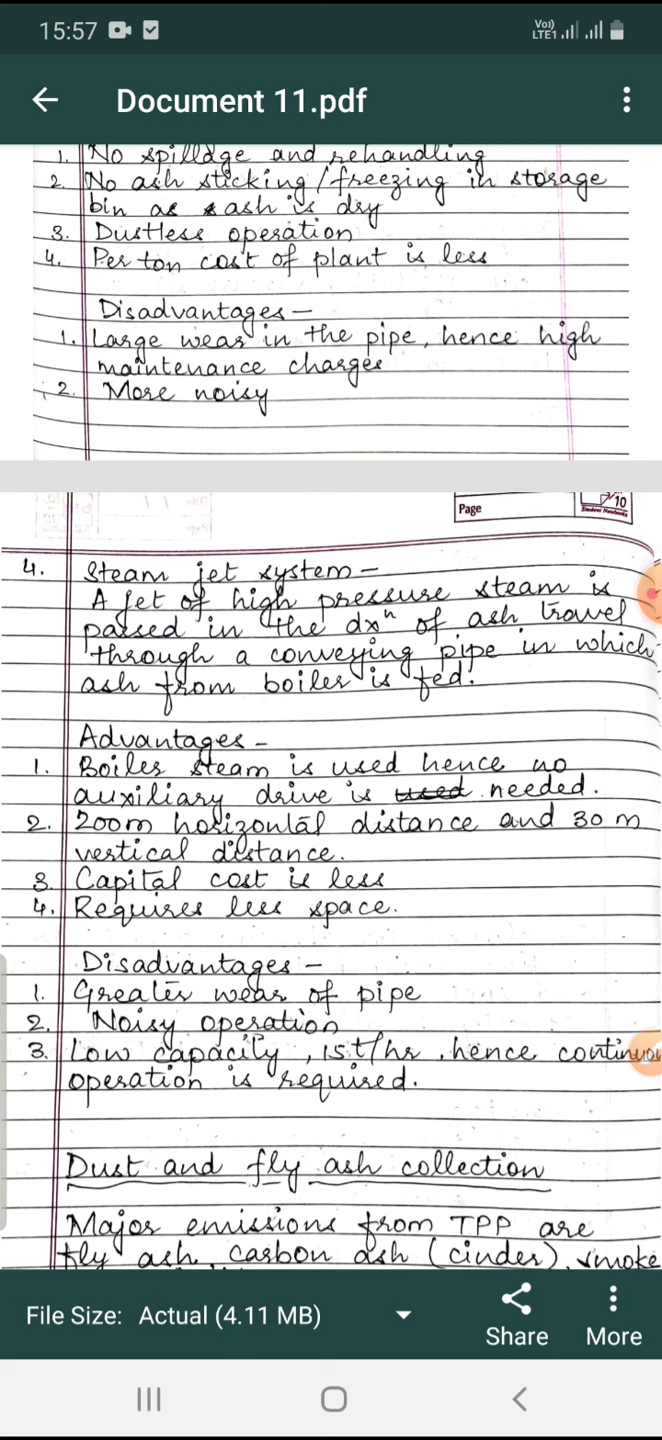 15:57
Vo)) LTE1
Document 11.pdf
1. No spillage and rehandling
2. No ash sticking / freezing in storage
bin as ash is dry
3. Dustless operation
4. Per ton cost of plant is less
Disadvantages –
1. Large wear in the pipe, hence high
maintenance charges
2. More noisy
Page
10
Student Notebooks
4. Steam jet system –
A jet of high pressure steam is
passed in the dxⁿ of ash travel
through a conveying pipe in which
ash from boiler is fed.
Advantages –
1. Boiler steam is used hence no
auxiliary drive is used needed.
2. 200m horizontal distance and 30 m
vertical distance.
3. Capital cost is less
4. Requires less space.
Disadvantages –
1. Greater wear of pipe
2. Noisy operation
3. Low capacity, 15t/hr, hence continuou
operation is required.
Dust and fly ash collection
Major emissions from TPP are
fly ash, carbon ash (cinder), smoke
File Size: Actual (4.11 MB)
Share
More